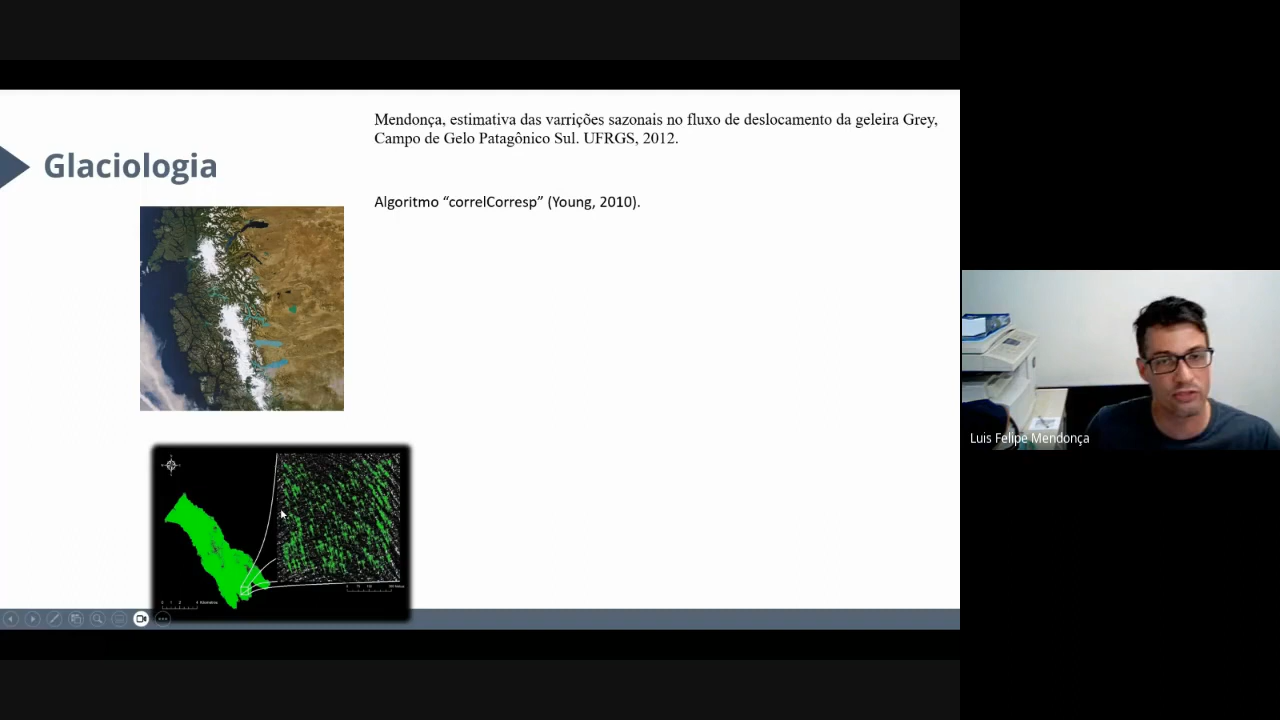 Mendonça, estimativa das varrições sazonais no fluxo de deslocamento da geleira Grey,
Campo de Gelo Patagônico Sul. UFRGS, 2012.
Glaciologia
Algoritmo “correlCorresp” (Young, 2010).
Luis Felipe Mendonça